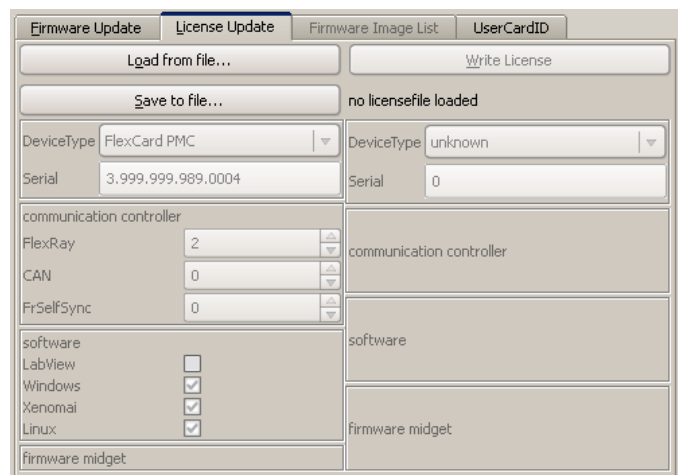 Firmware Update License Update Firmware Image List UserCardID
Load from file... Write License
Save to file... no licensefile loaded
DeviceType FlexCard PMC DeviceType unknown
Serial 3.999.999.989.0004 Serial 0
communication controller
FlexRay 2
communication controller
CAN 0
FrSelfSync 0
software
software
LabView
Windows
Xenomai
Linux
firmware midget
firmware midget